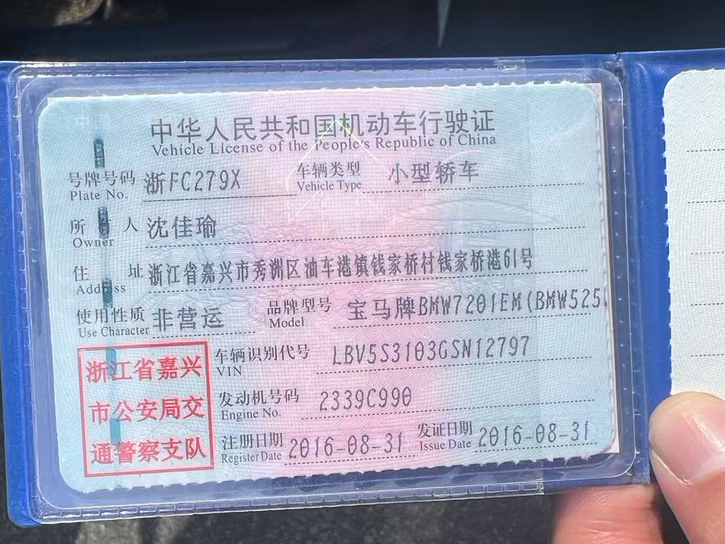 中华人民共和国机动车行驶证
Vehicle License of the People's Republic of China
号牌号码 浙FC279X 车辆类型 小型轿车
Plate No. Vehicle Type
所有人 沈佳瑜
Owner
住址 浙江省嘉兴市秀洲区油车港镇钱家桥村钱家桥港61号
Address
使用性质 非营运 品牌型号 宝马牌BMW7201EM(BMW525
Use Character Model
浙江省嘉兴
市公安局交
通警察支队
车辆识别代号 LBV5S3103GSN12797
VIN
发动机号码 2339C990
Engine No.
注册日期 2016-08-31 发证日期 2016-08-31
Register Date Issue Date